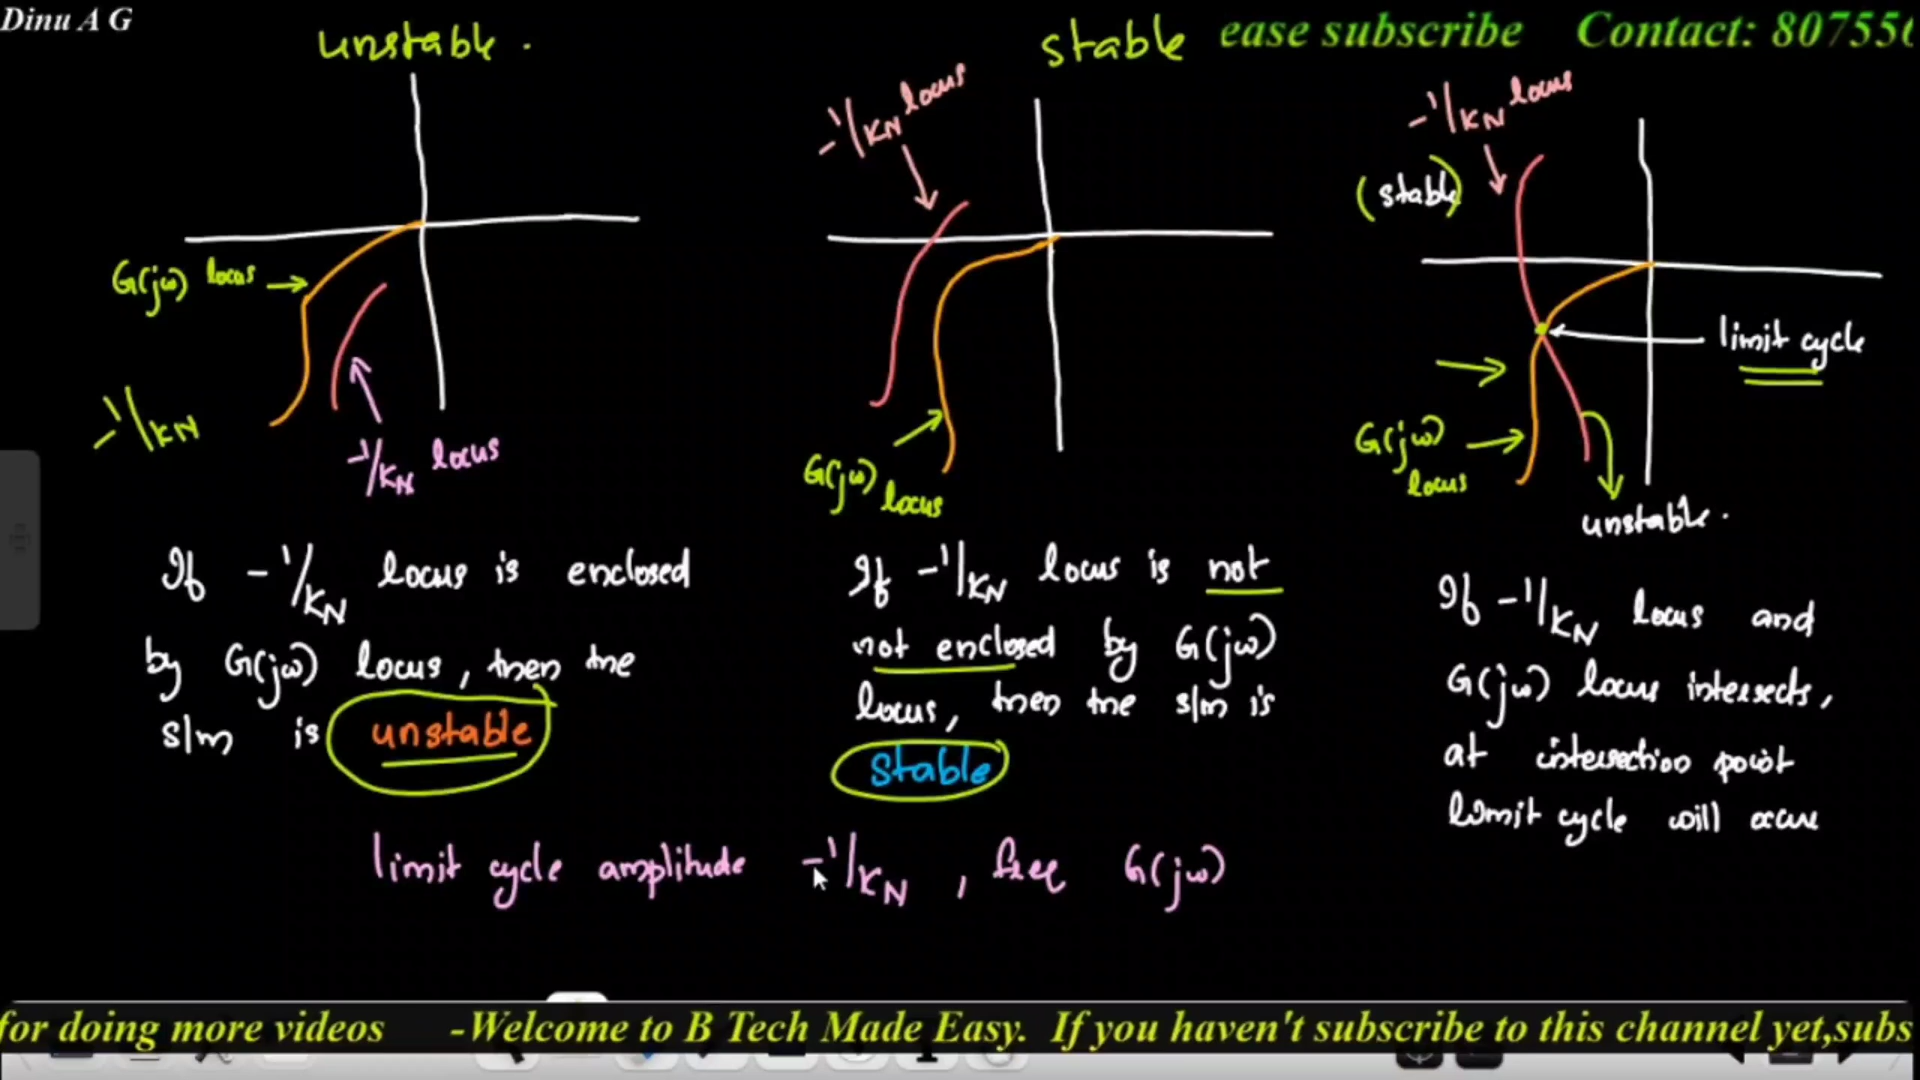 Dinu A G
ease subscribe Contact: 80755
unstable.
G(jω) locus
-1/KN
-1/KN locus
If -1/KN locus is enclosed
by G(jω) locus, then the
s/m is unstable
stable
-1/KN locus
G(jω) locus
If -1/KN locus is not
not enclosed by G(jω)
locus, then the s/m is
stable
-1/KN locus
(stable)
limit cycle
G(jω)
locus
unstable.
If -1/KN locus and
G(jω) locus intersects,
at intersection point
limit cycle will occur
limit cycle amplitude -1/KN, freq G(jω)
for doing more videos -Welcome to B Tech Made Easy. If you haven't subscribe to this channel yet,subs